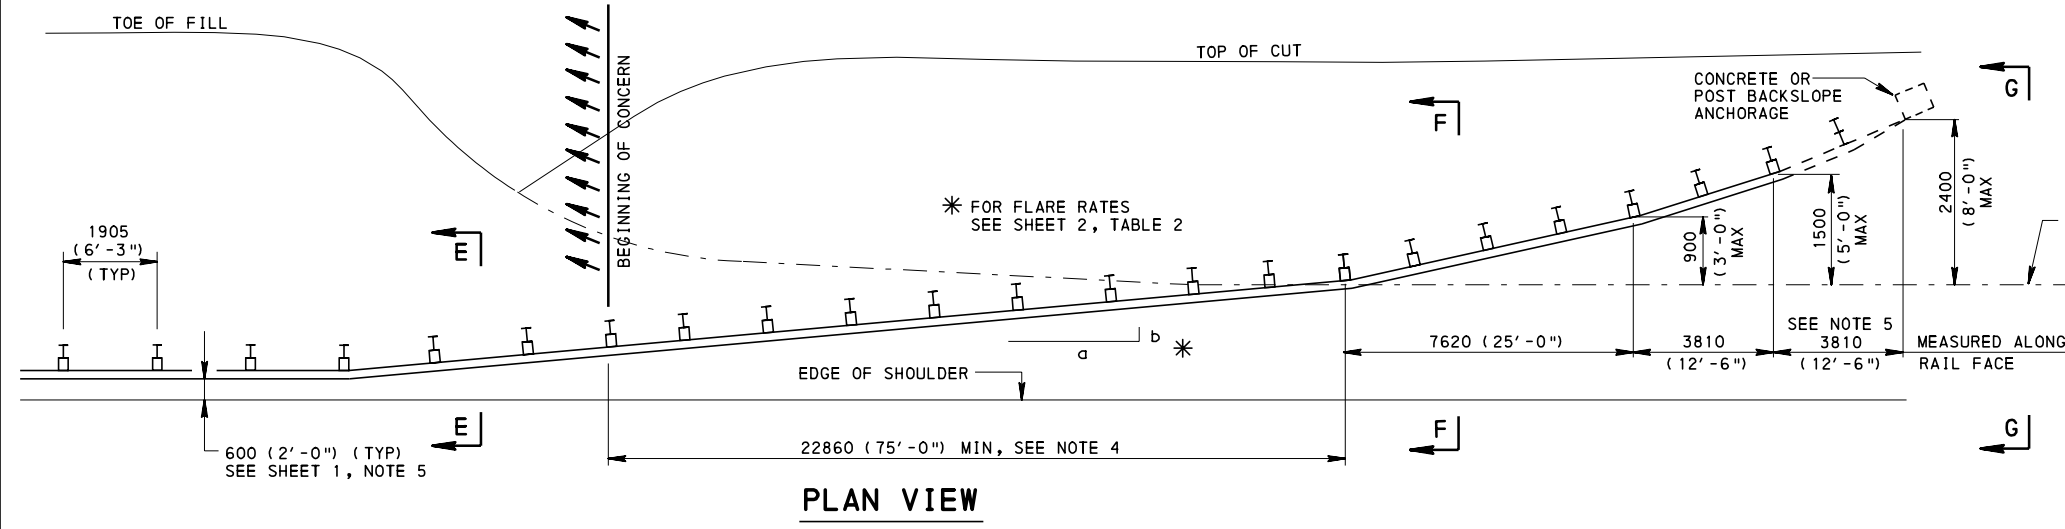 TOE OF FILL
TOP OF CUT
BEGINNING OF CONCERN
CONCRETE OR
POST BACKSLOPE
ANCHORAGE
G
F
E
✳ FOR FLARE RATES
SEE SHEET 2, TABLE 2
1905
(6'-3")
(TYP)
900
(3'-0")
MAX
1500
(5'-0")
MAX
2400
(8'-0")
MAX
a
b
✳
7620 (25'-0")
3810
(12'-6")
SEE NOTE 5
3810
(12'-6")
MEASURED ALONG
RAIL FACE
EDGE OF SHOULDER
E
F
G
600 (2'-0") (TYP)
SEE SHEET 1, NOTE 5
22860 (75'-0") MIN, SEE NOTE 4
PLAN VIEW